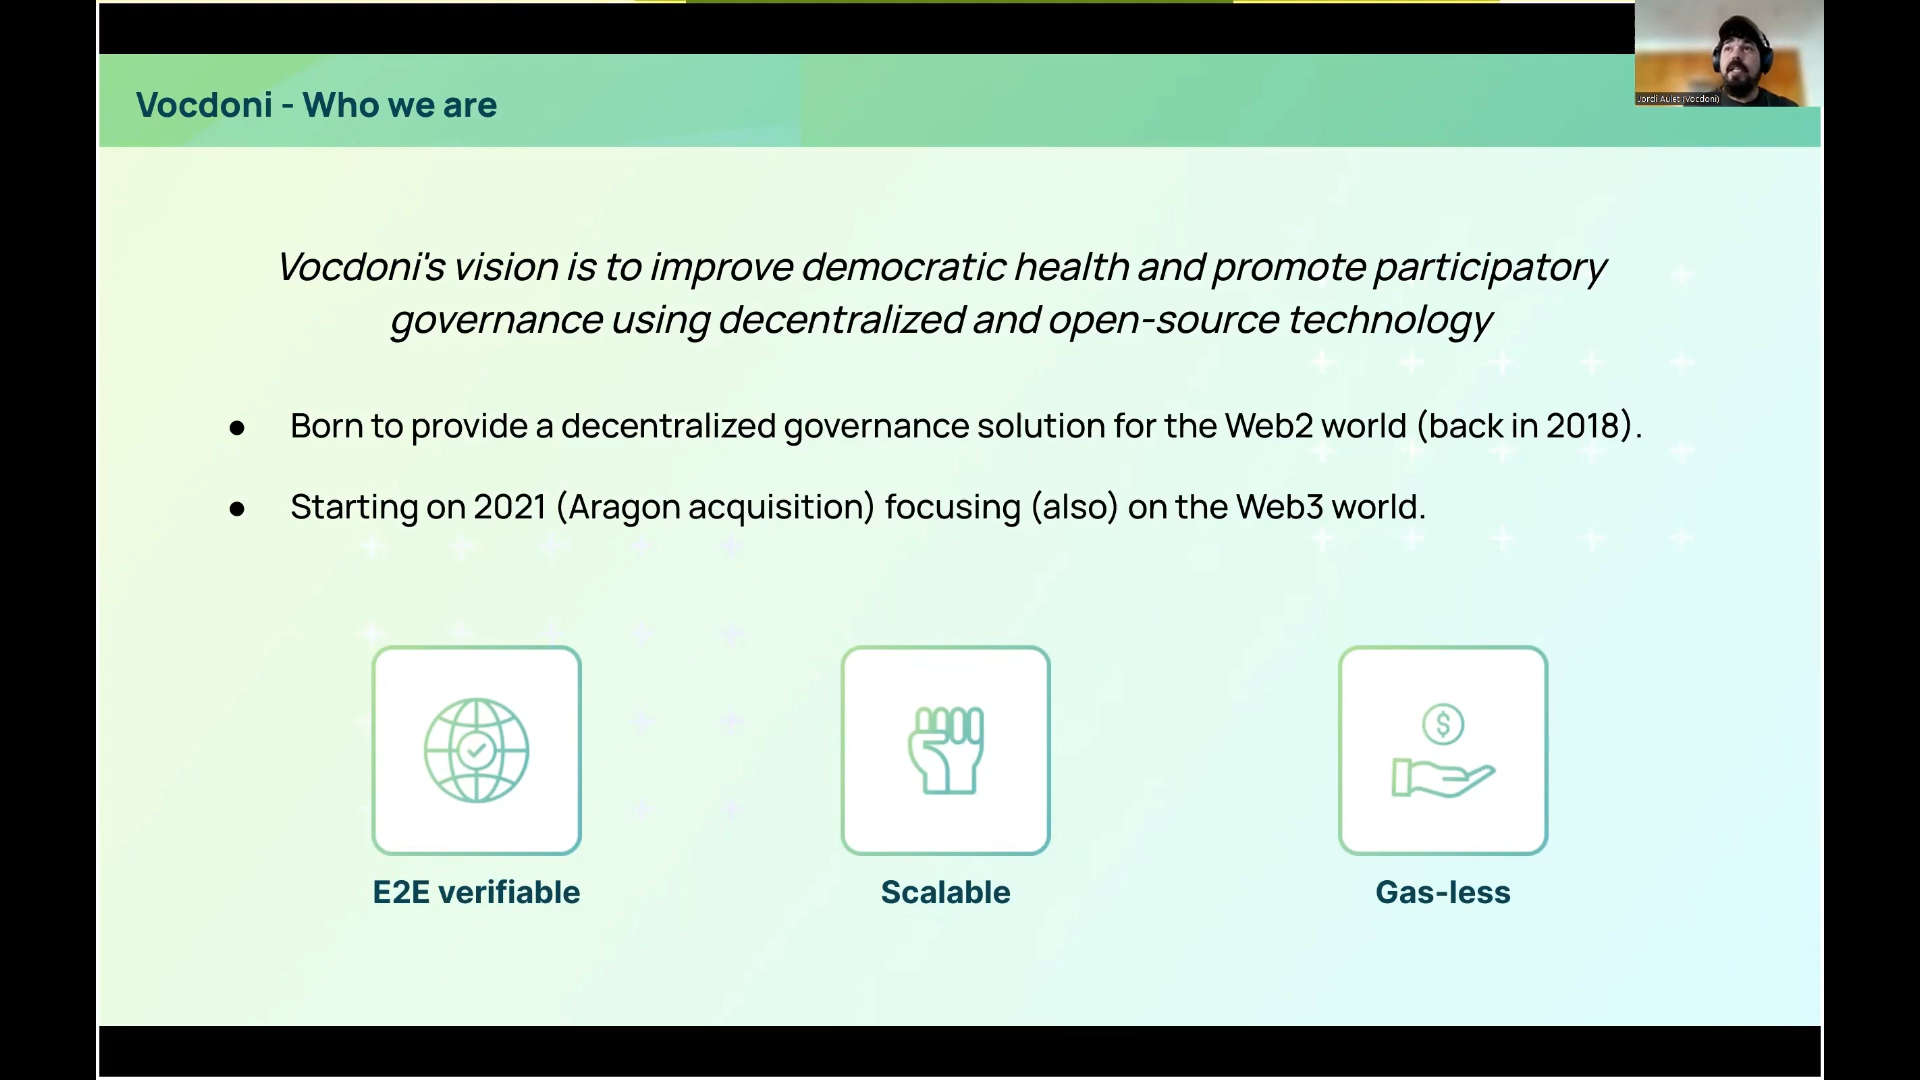 Vocdoni - Who we are
Jordi Aulet (Vocdoni)
Vocdoni's vision is to improve democratic health and promote participatory
governance using decentralized and open-source technology
● Born to provide a decentralized governance solution for the Web2 world (back in 2018).
● Starting on 2021 (Aragon acquisition) focusing (also) on the Web3 world.
$
E2E verifiable
Scalable
Gas-less